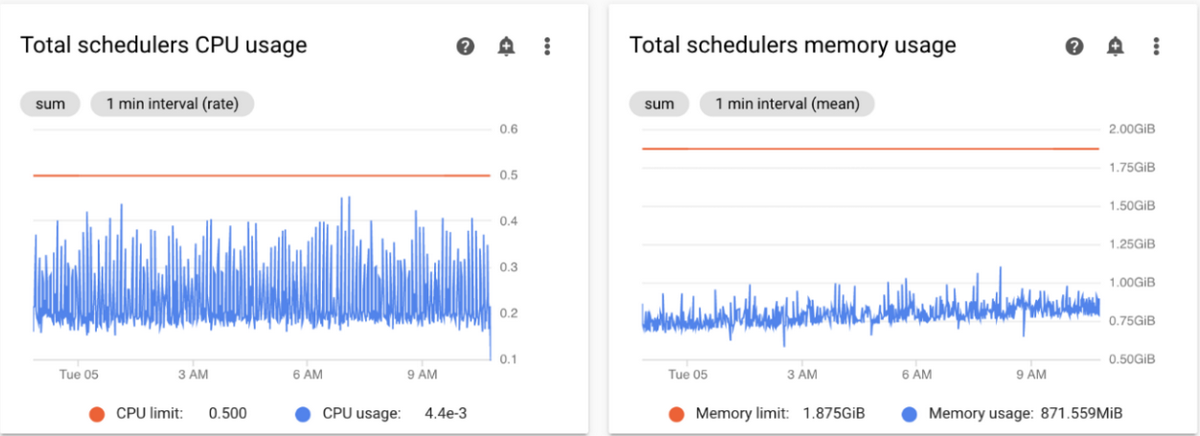 Total schedulers CPU usage
sum 1 min interval (rate)
0.6
0.5
0.4
0.3
0.2
0.1
Tue 05 3 AM 6 AM 9 AM
CPU limit: 0.500 CPU usage: 4.4e-3
Total schedulers memory usage
sum 1 min interval (mean)
2.00GiB
1.75GiB
1.50GiB
1.25GiB
1.00GiB
0.75GiB
0.50GiB
Tue 05 3 AM 6 AM 9 AM
Memory limit: 1.875GiB Memory usage: 871.559MiB